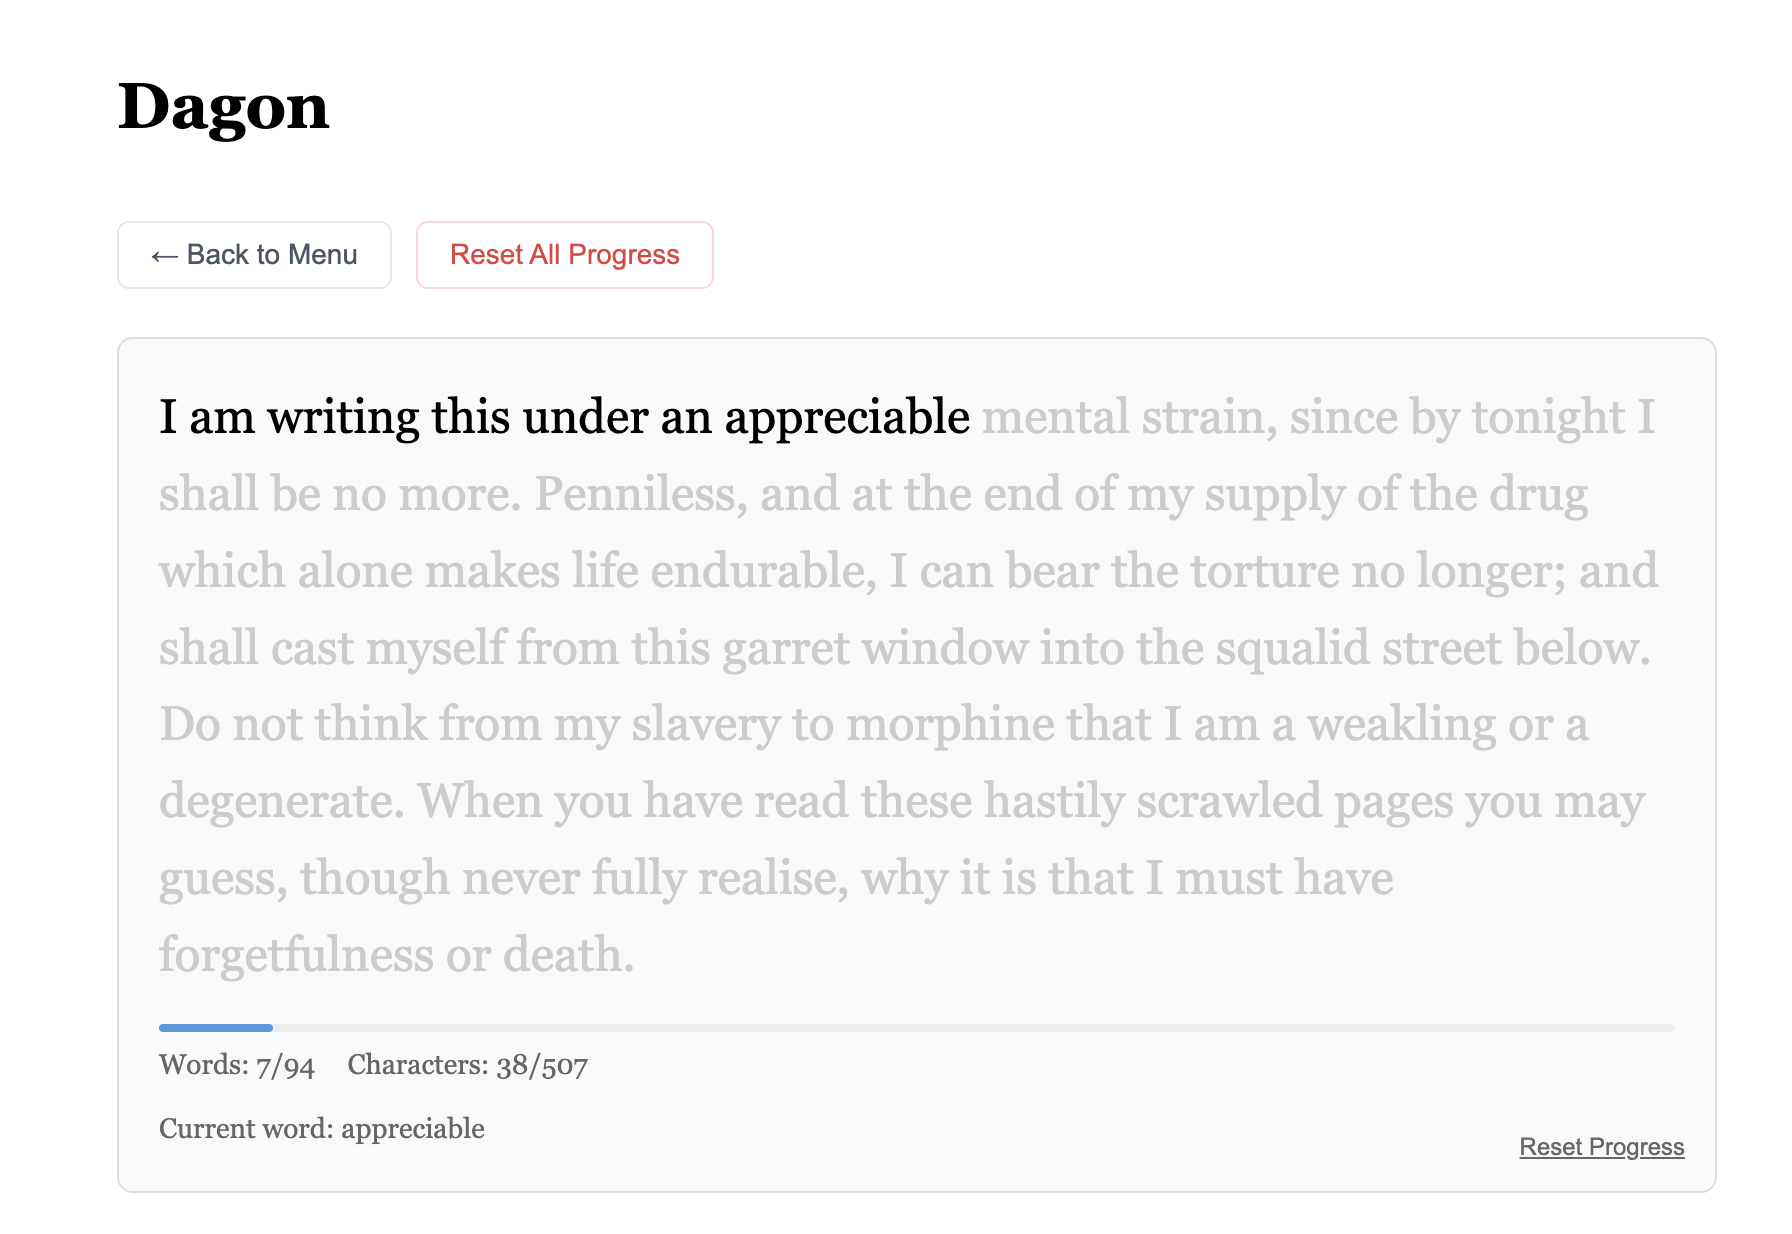 Dagon
← Back to Menu
Reset All Progress
I am writing this under an appreciable mental strain, since by tonight I
shall be no more. Penniless, and at the end of my supply of the drug
which alone makes life endurable, I can bear the torture no longer; and
shall cast myself from this garret window into the squalid street below.
Do not think from my slavery to morphine that I am a weakling or a
degenerate. When you have read these hastily scrawled pages you may
guess, though never fully realise, why it is that I must have
forgetfulness or death.
Words: 7/94 Characters: 38/507
Current word: appreciable
Reset Progress